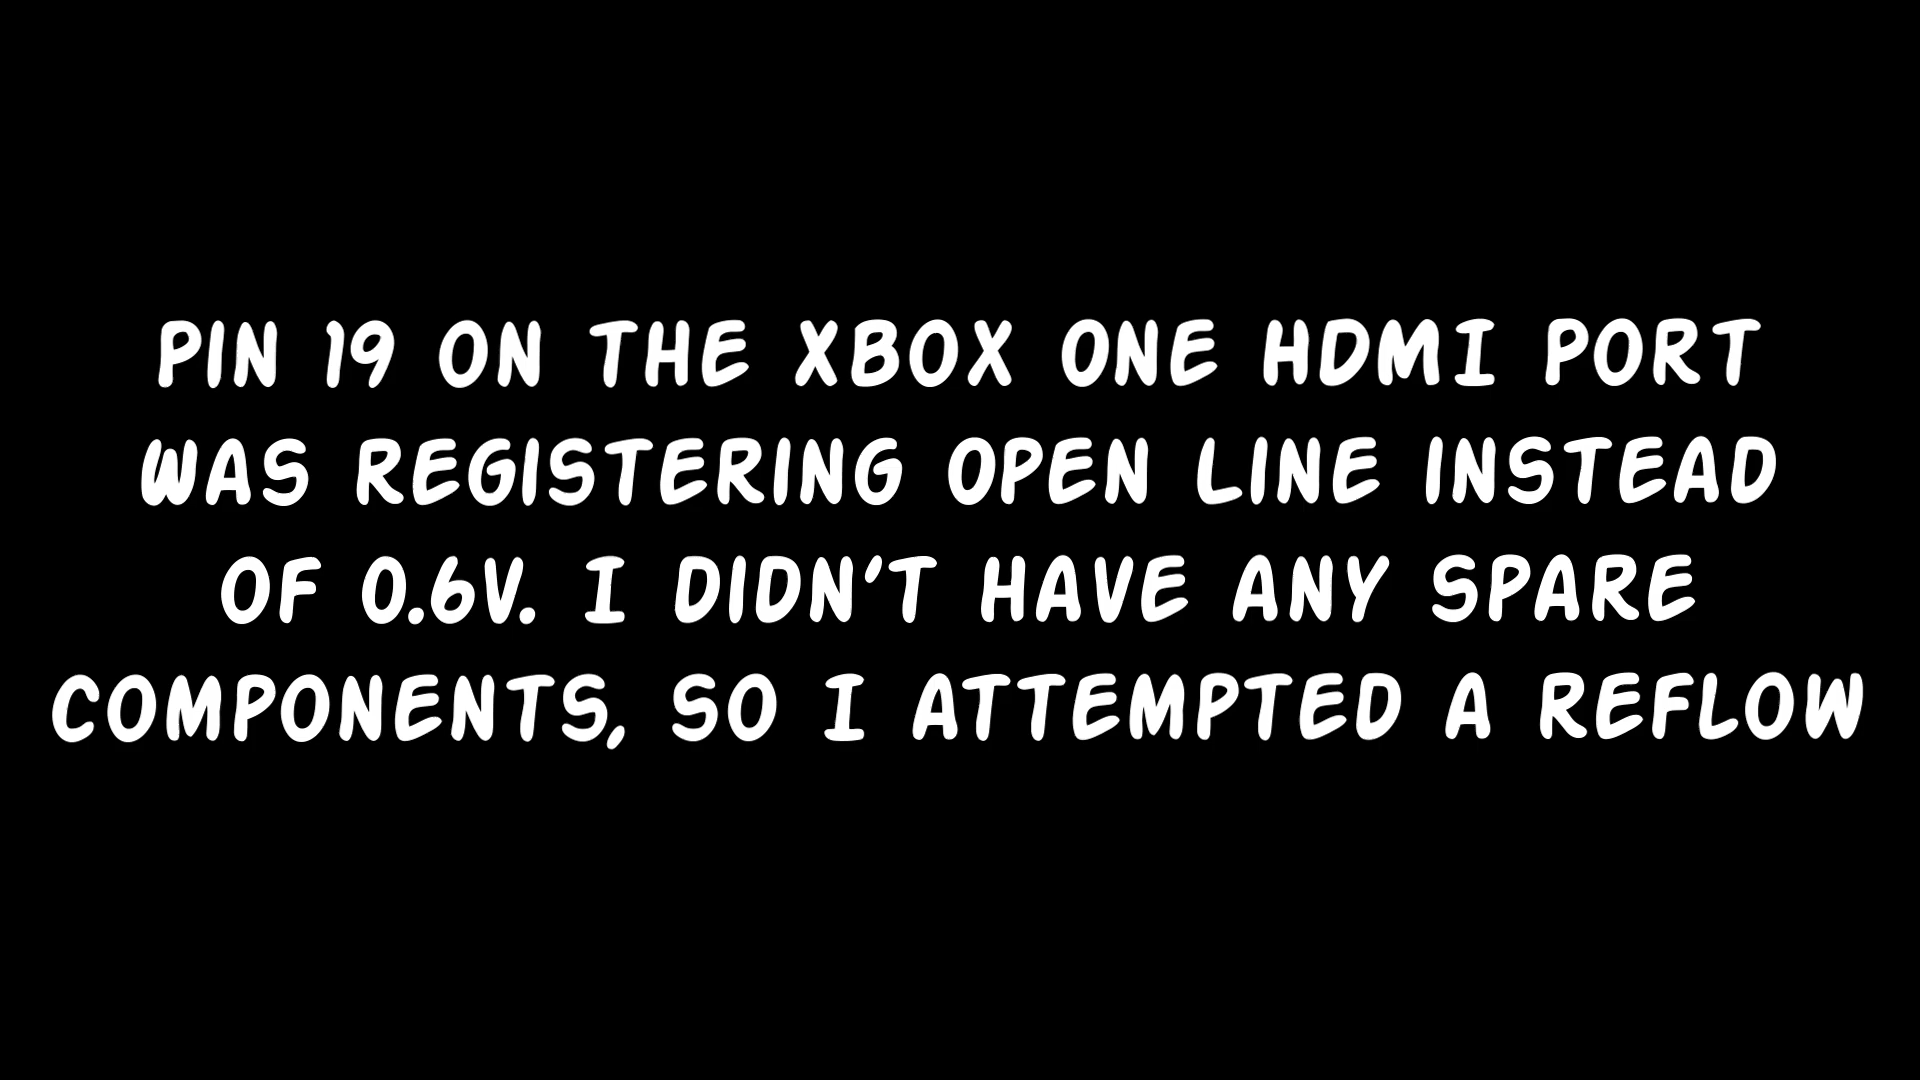 PIN 19 ON THE XBOX ONE HDMI PORT
WAS REGISTERING OPEN LINE INSTEAD
OF 0.6V. I DIDN'T HAVE ANY SPARE
COMPONENTS, SO I ATTEMPTED A REFLOW